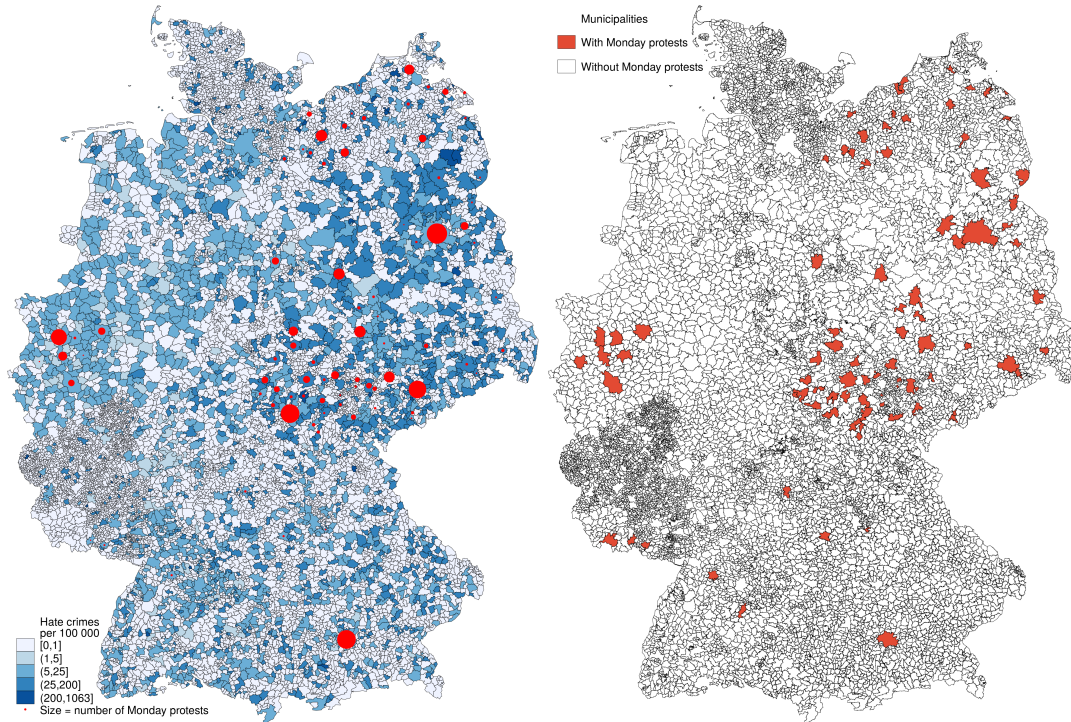 Municipalities
With Monday protests
Without Monday protests
Hate crimes
per 100 000
[0,1]
(1,5]
(5,25]
(25,200]
(200,1063]
Size = number of Monday protests